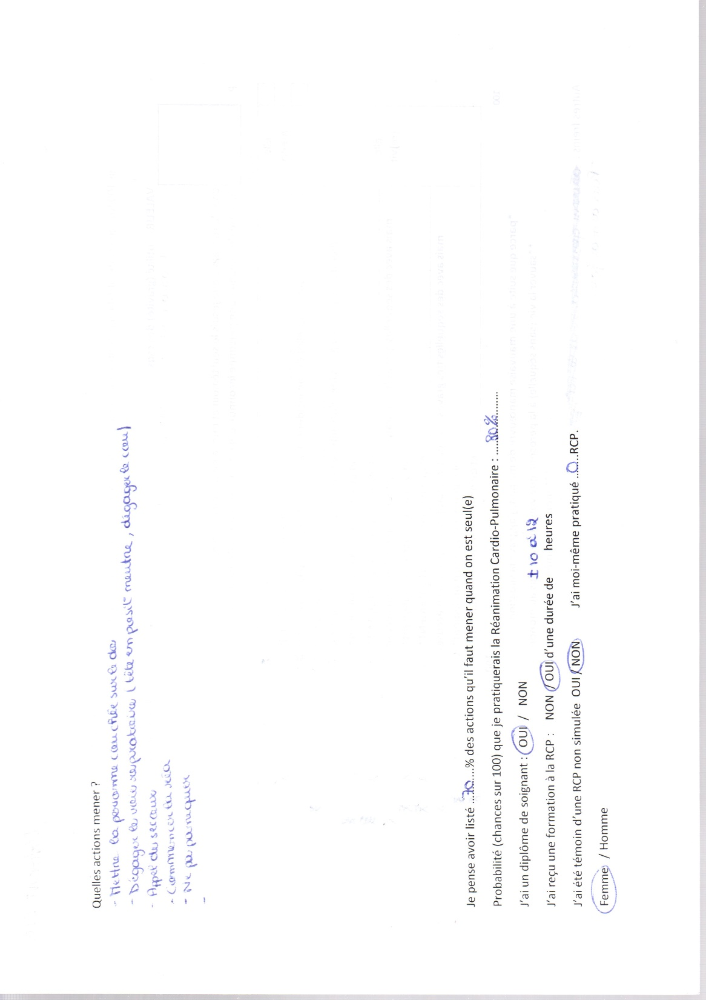 Quelles actions mener ?
- Mettre la personne couchée sur le dos
- Dégager les voies respiratoires (tête en posit° neutre, dégager le cou)
- Appel du secours
- Commencer la réa
- Ne pas paniquer
-
Je pense avoir listé ...70......% des actions qu'il faut mener quand on est seul(e)
Probabilité (chances sur 100) que je pratiquerais la Réanimation Cardio-Pulmonaire : ......80%............
J'ai un diplôme de soignant : OUI / NON
± 10 à 12
J'ai reçu une formation à la RCP : NON / OUI d'une durée de heures
J'ai été témoin d'une RCP non simulée OUI / NON J'ai moi-même pratiqué ...0....RCP.
Femme / Homme